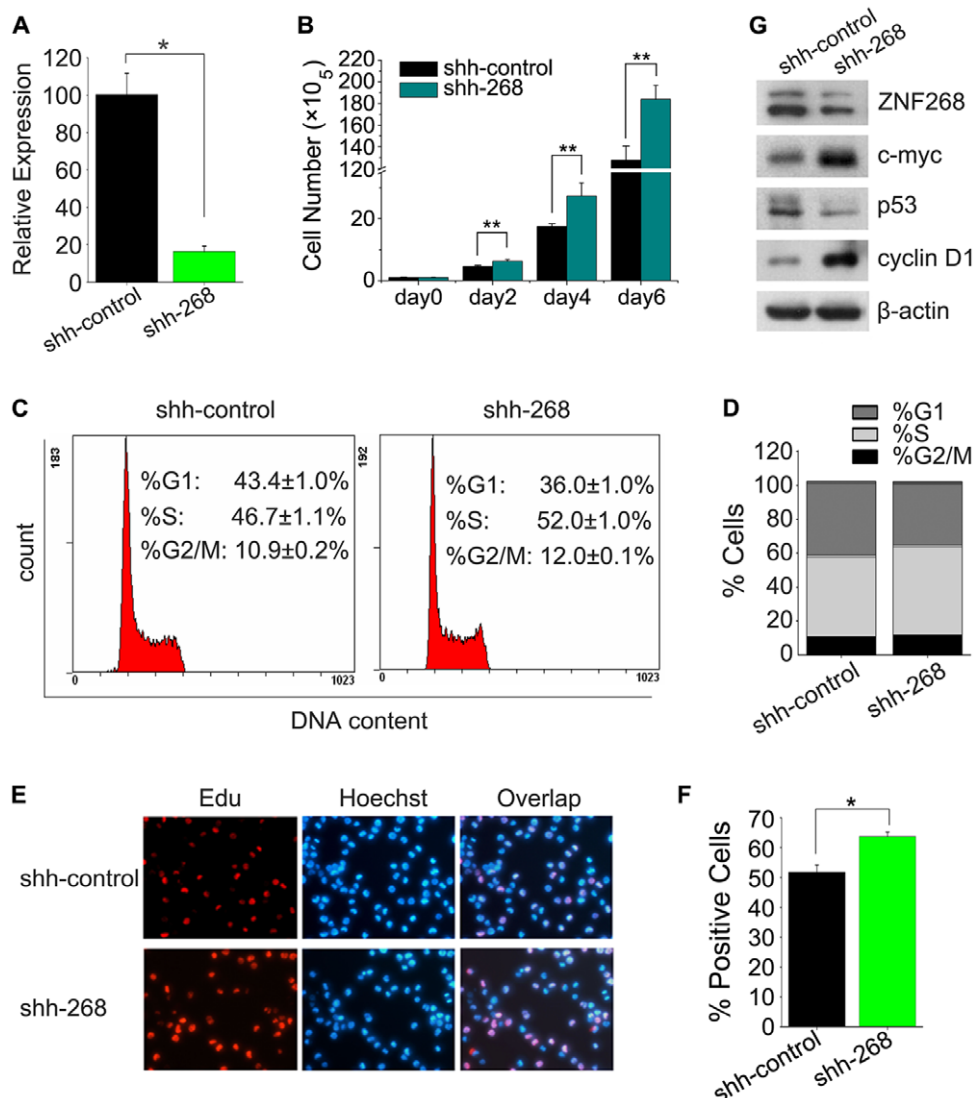 A
Relative Expression
120
100
80
60
40
20
0
*
shh-control
shh-268
B
Cell Number (×10₅)
220
200
180
160
140
120
20
0
shh-control
shh-268
**
**
**
day0 day2 day4 day6
G
shh-control
shh-268
ZNF268
c-myc
p53
cyclin D1
β-actin
C
shh-control
shh-268
count
183
%G1: 43.4±1.0%
%S: 46.7±1.1%
%G2/M: 10.9±0.2%
0 1023
192
%G1: 36.0±1.0%
%S: 52.0±1.0%
%G2/M: 12.0±0.1%
0 1023
DNA content
D
%G1
%S
%G2/M
% Cells
120
100
80
60
40
20
0
shh-control
shh-268
E
Edu Hoechst Overlap
shh-control
shh-268
F
% Positive Cells
70
60
50
40
30
20
10
0
*
shh-control
shh-268